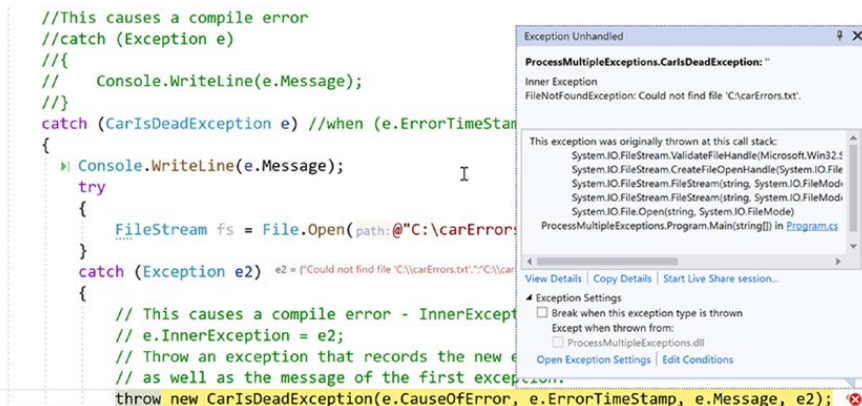 //This causes a compile error
//catch (Exception e)
//{
//    Console.WriteLine(e.Message);
//}
catch (CarIsDeadException e) //when (e.ErrorTimeStam
{
Console.WriteLine(e.Message);
try
{
FileStream fs = File.Open(path:@"C:\carErrors
}
catch (Exception e2) e2 = {"Could not find file 'C:\\carErrors.txt'.":"C:\\car
{
// This causes a compile error - InnerExcept
// e.InnerException = e2;
// Throw an exception that records the new e
// as well as the message of the first exception.
throw new CarIsDeadException(e.CauseOfError, e.ErrorTimeStamp, e.Message, e2);
Exception Unhandled
ProcessMultipleExceptions.CarIsDeadException: ''
Inner Exception
FileNotFoundException: Could not find file 'C:\carErrors.txt'.
This exception was originally thrown at this call stack:
System.IO.FileStream.ValidateFileHandle(Microsoft.Win32.S
System.IO.FileStream.CreateFileOpenHandle(System.IO.File
System.IO.FileStream.FileStream(string, System.IO.FileMod
System.IO.FileStream.FileStream(string, System.IO.FileMod
System.IO.File.Open(string, System.IO.FileMode)
ProcessMultipleExceptions.Program.Main(string[]) in Program.cs
View Details | Copy Details | Start Live Share session...
Exception Settings
Break when this exception type is thrown
Except when thrown from:
ProcessMultipleExceptions.dll
Open Exception Settings | Edit Conditions